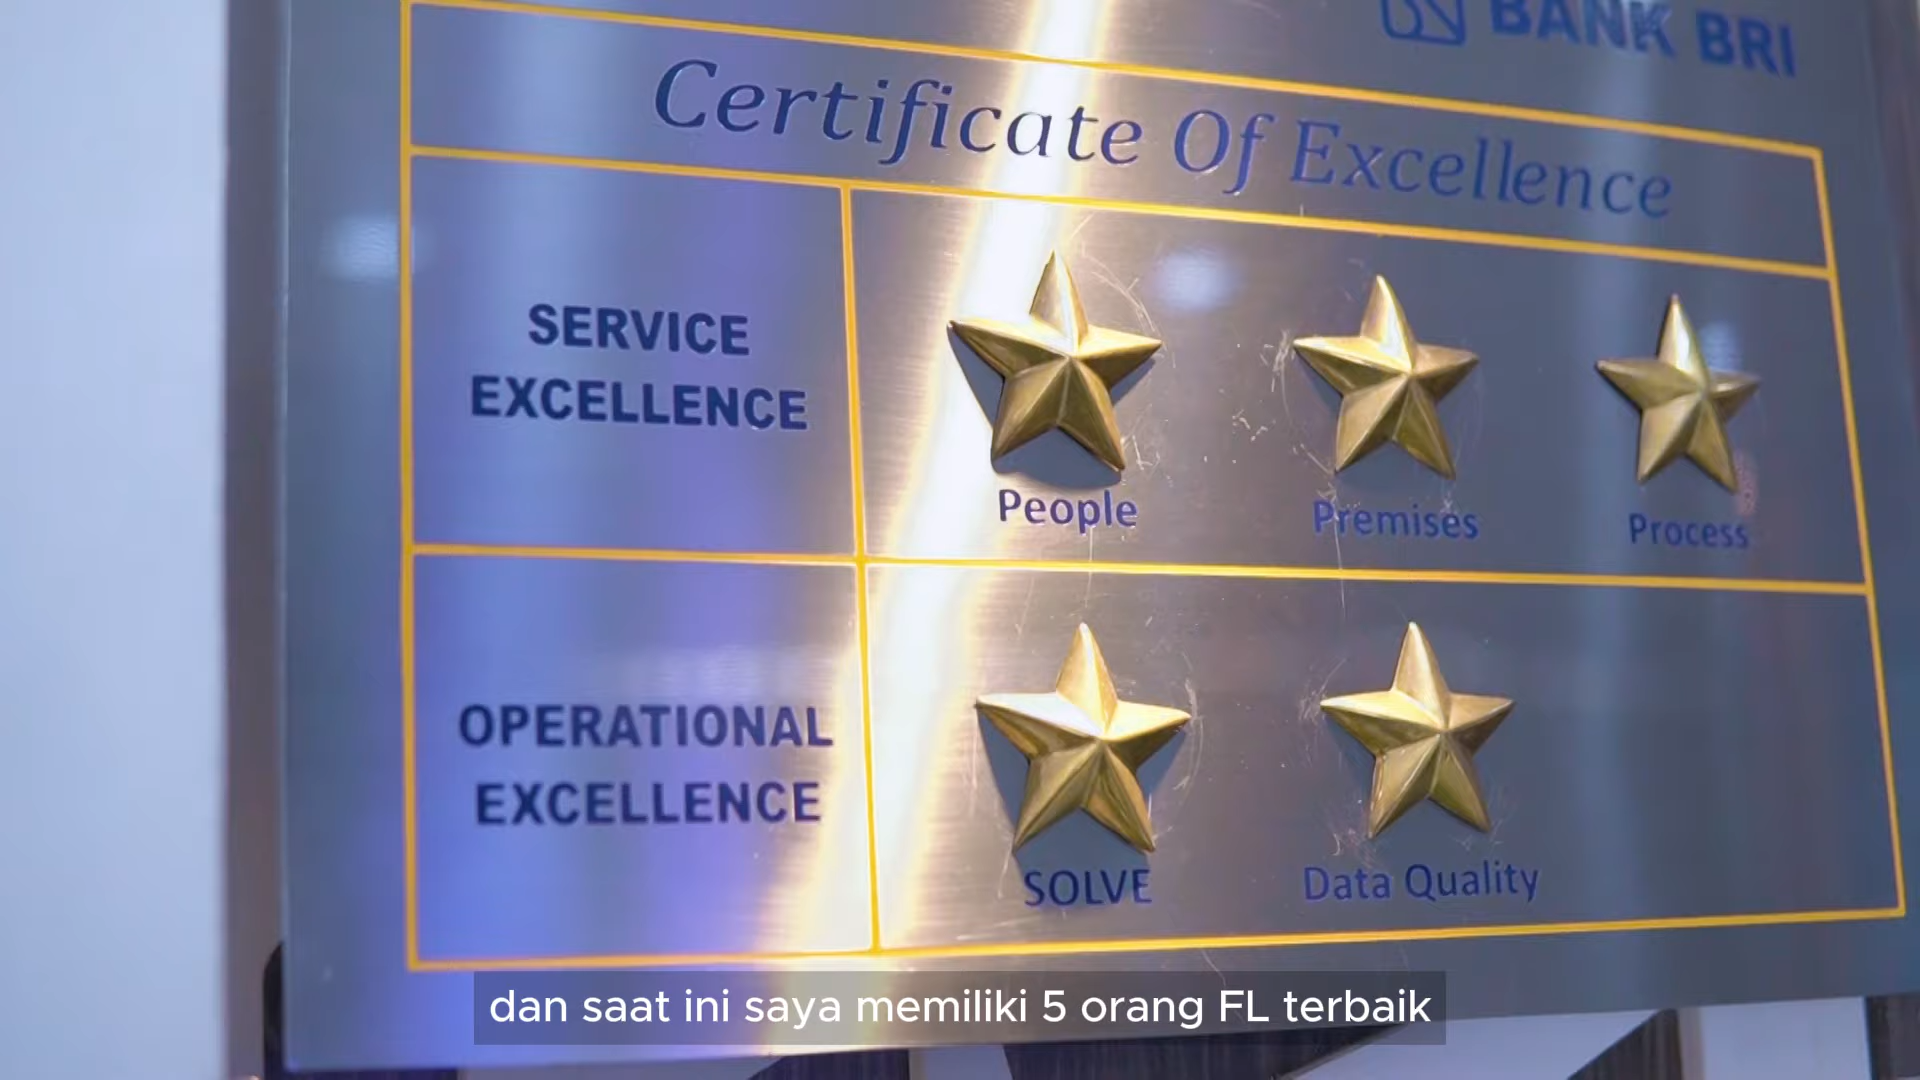 BANK BRI
Certificate Of Excellence
SERVICE
EXCELLENCE
People
Premises
Process
OPERATIONAL
EXCELLENCE
SOLVE
Data Quality
dan saat ini saya memiliki 5 orang FL terbaik